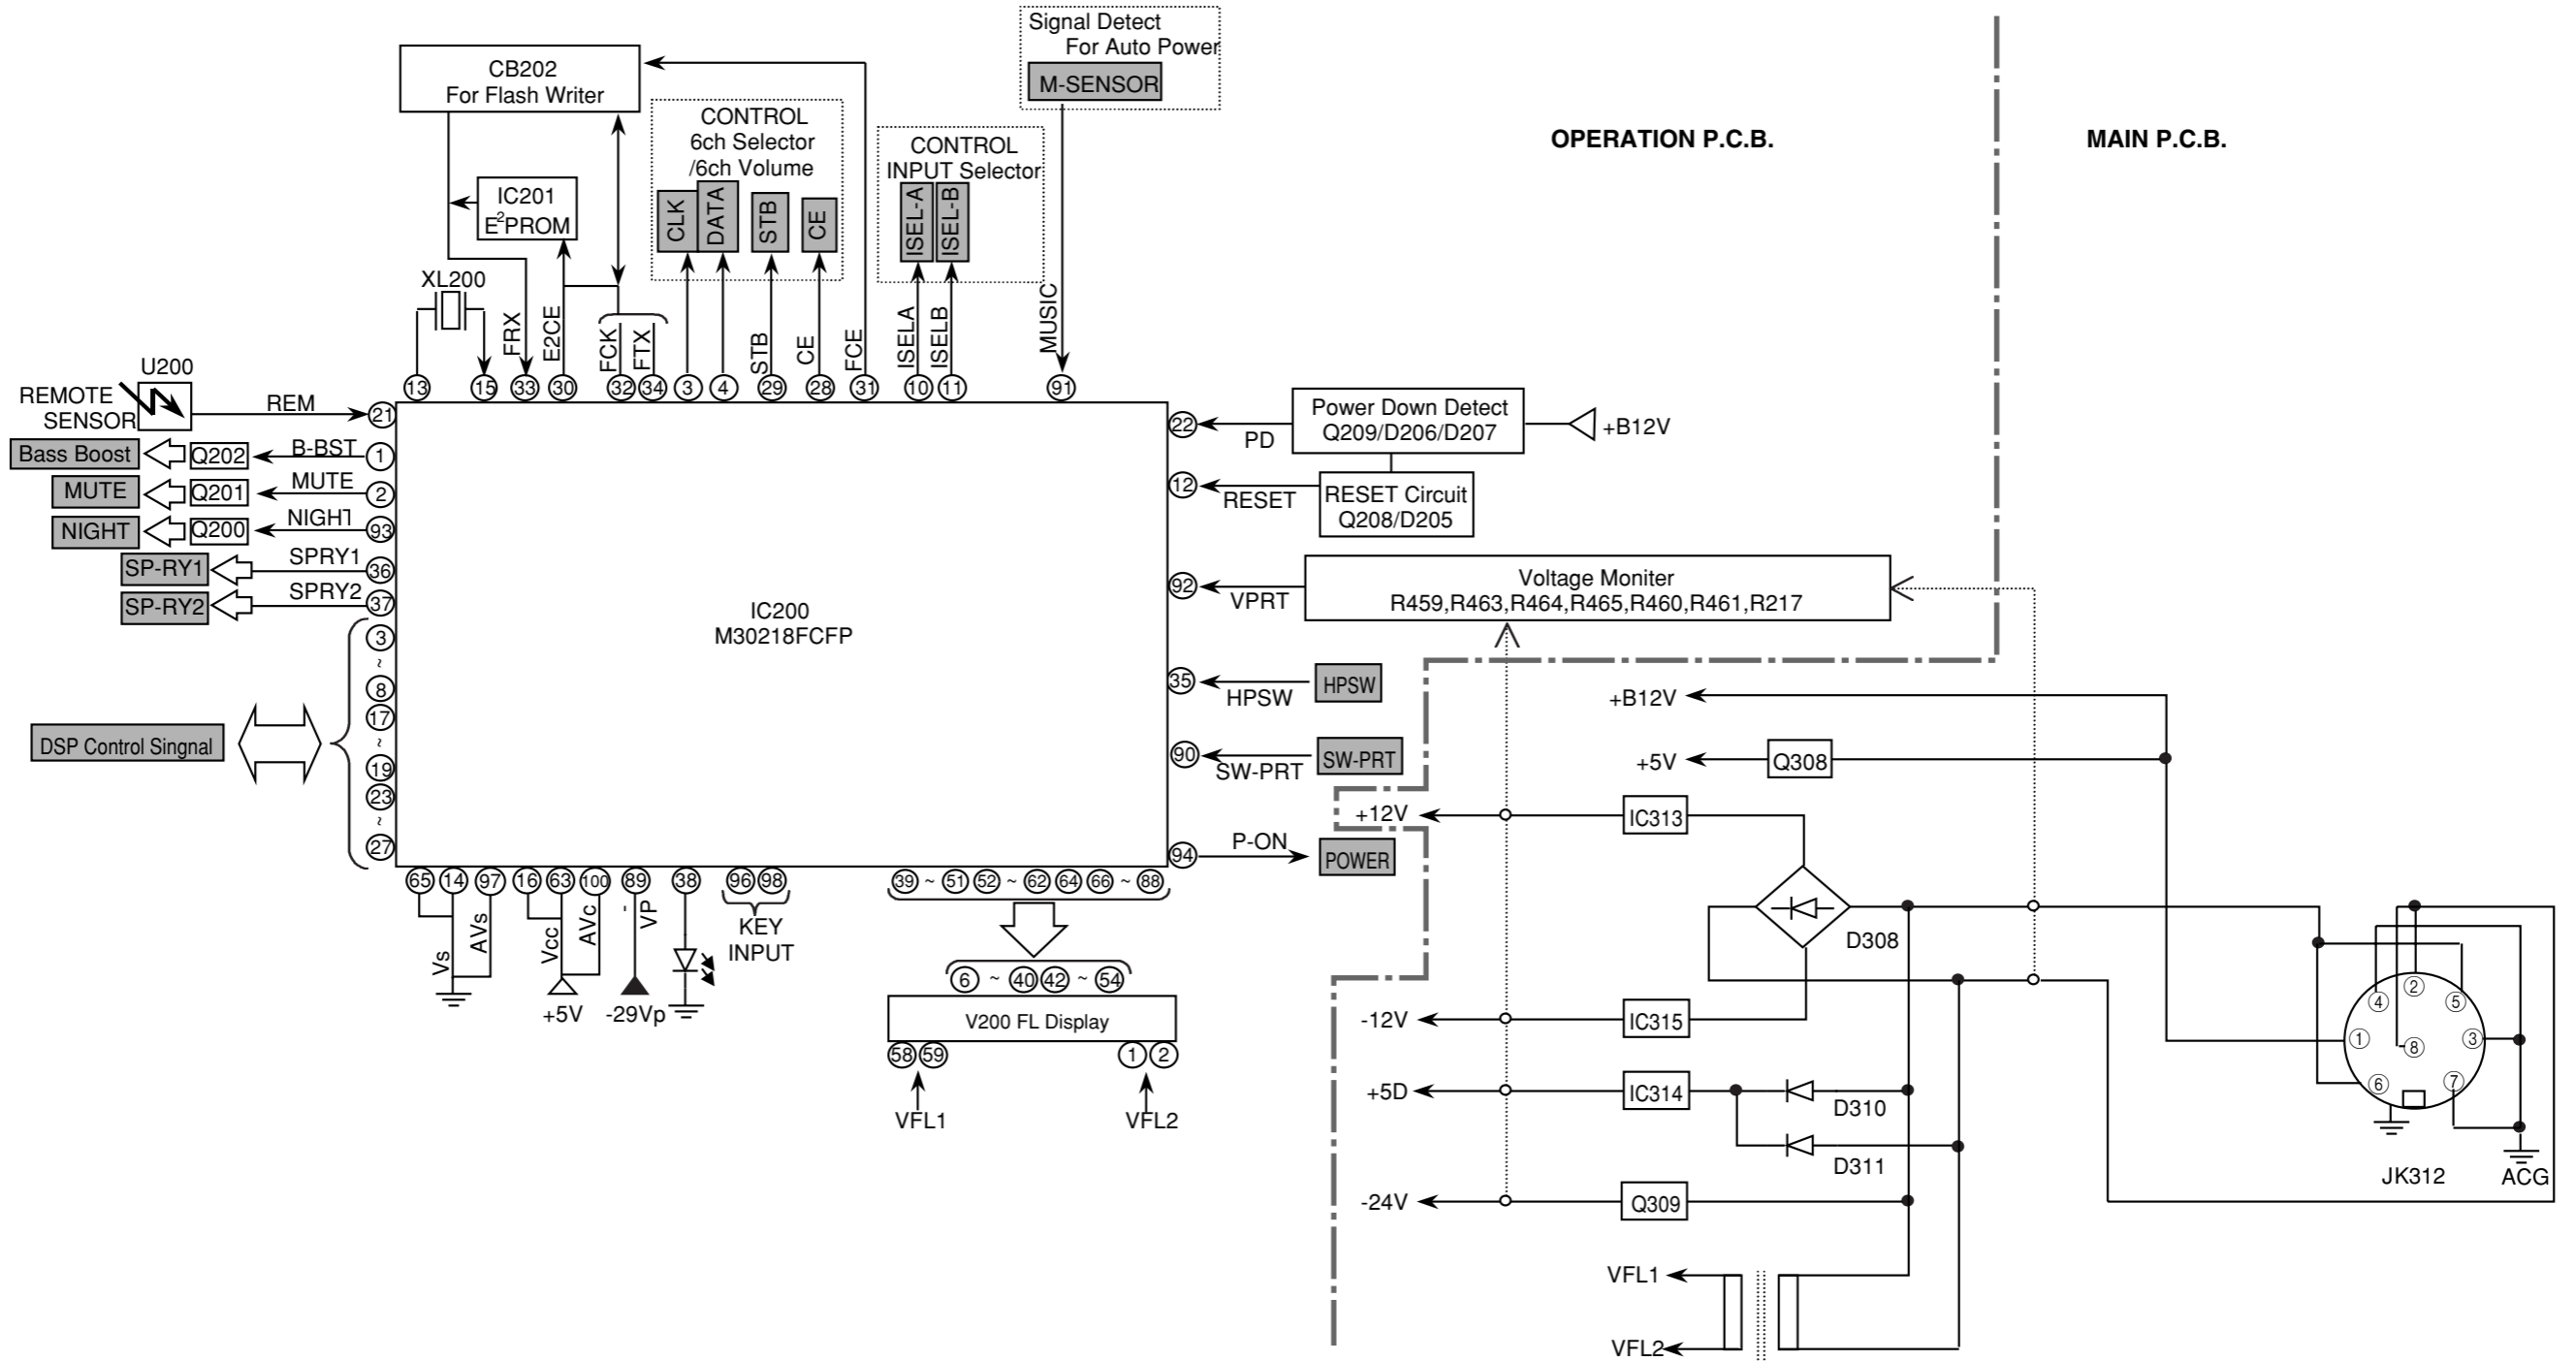 Signal Detect
For Auto Power
M-SENSOR
CB202
For Flash Writer
CONTROL
6ch Selector
/6ch Volume
CLK
DATA
STB
CE
CONTROL
INPUT Selector
ISEL-A
ISEL-B
OPERATION P.C.B.
MAIN P.C.B.
IC201
E2PROM
XL200
FRX
E2CE
FCK
FTX
STB
CE
FCE
ISELA
ISELB
MUSIC
13 15 33 30 32 34 3 4 29 28 31 10 11 91
U200
REMOTE
SENSOR
REM
21
Bass Boost
Q202
B-BST
1
MUTE
Q201
MUTE
2
NIGHT
Q200
NIGHT
93
SP-RY1
SPRY1
36
SP-RY2
SPRY2
37
DSP Control Singnal
3
~
8
17
~
19
23
~
27
IC200
M30218FCFP
22
PD
Power Down Detect
Q209/D206/D207
+B12V
12
RESET
RESET Circuit
Q208/D205
92
VPRT
Voltage Moniter
R459,R463,R464,R465,R460,R461,R217
35
HPSW
HPSW
90
SW-PRT
SW-PRT
94
P-ON
POWER
65 14 97 16 63 100 89 38 96 98
39 ~ 51 52 ~ 62 64 66 ~ 88
Vs
AVs
Vcc
AVc
-VP
+5V
-29Vp
KEY
INPUT
6 ~ 40 42 ~ 54
V200 FL Display
58 59 1 2
VFL1
VFL2
+B12V
+5V
Q308
+12V
IC313
D308
-12V
IC315
+5D
IC314
D310
D311
-24V
Q309
VFL1
VFL2
2
4
5
1
8
3
6
7
JK312
ACG